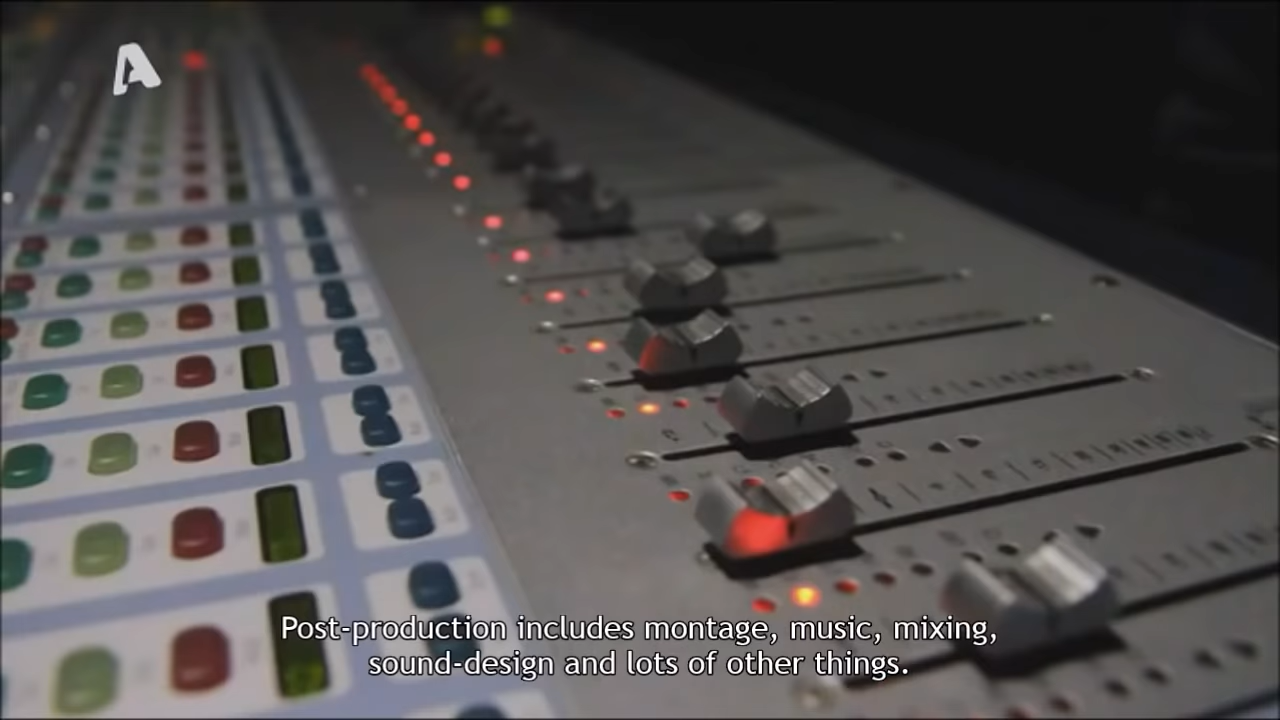 A
Post-production includes montage, music, mixing,
sound-design and lots of other things.